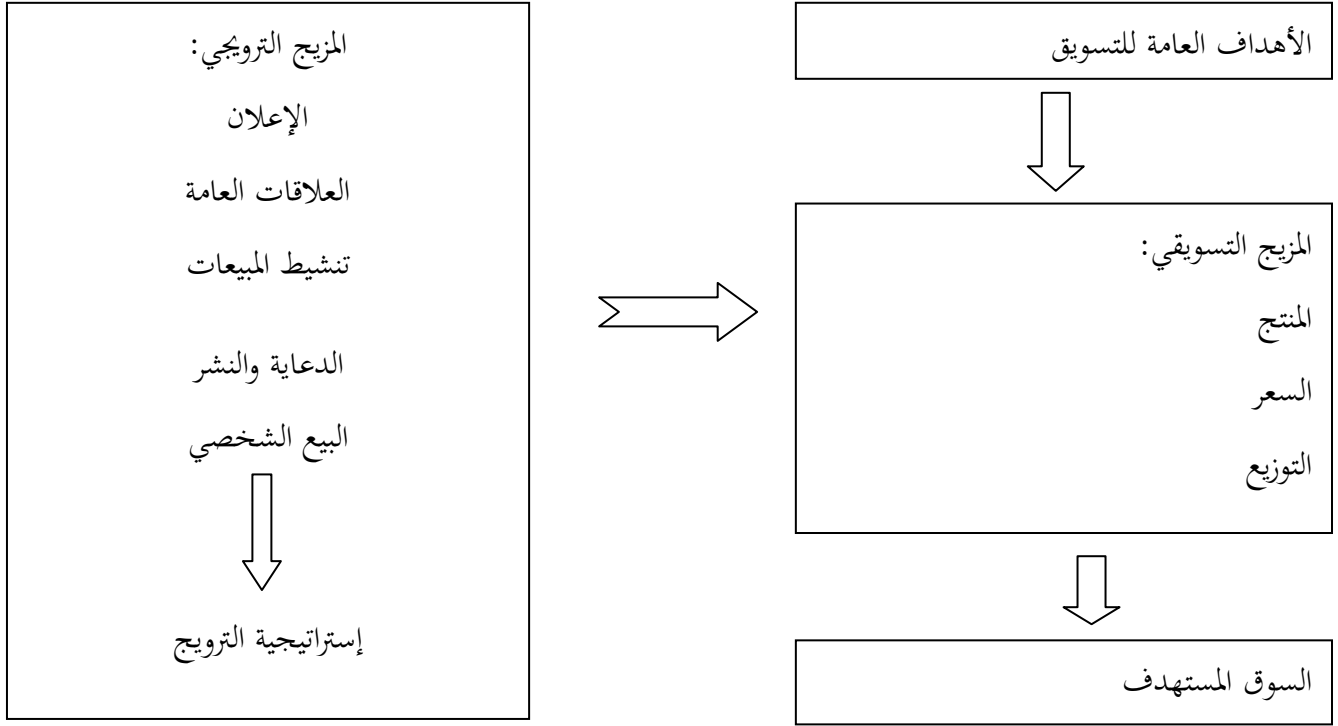 الأهداف العامة للتسويق
المزيج التسويقي:
المنتج
السعر
التوزيع
السوق المستهدف
المزيج الترويجي:
الإعلان
العلاقات العامة
تنشيط المبيعات
الدعاية والنشر
البيع الشخصي
إستراتيجية الترويج